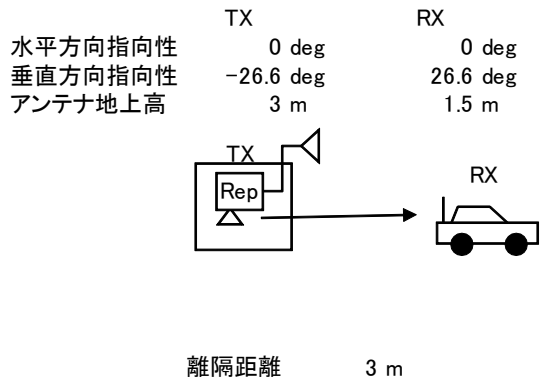 TX RX
水平方向指向性 0 deg 0 deg
垂直方向指向性 -26.6 deg 26.6 deg
アンテナ地上高 3 m 1.5 m
TX
RX
Rep
離隔距離 3 m